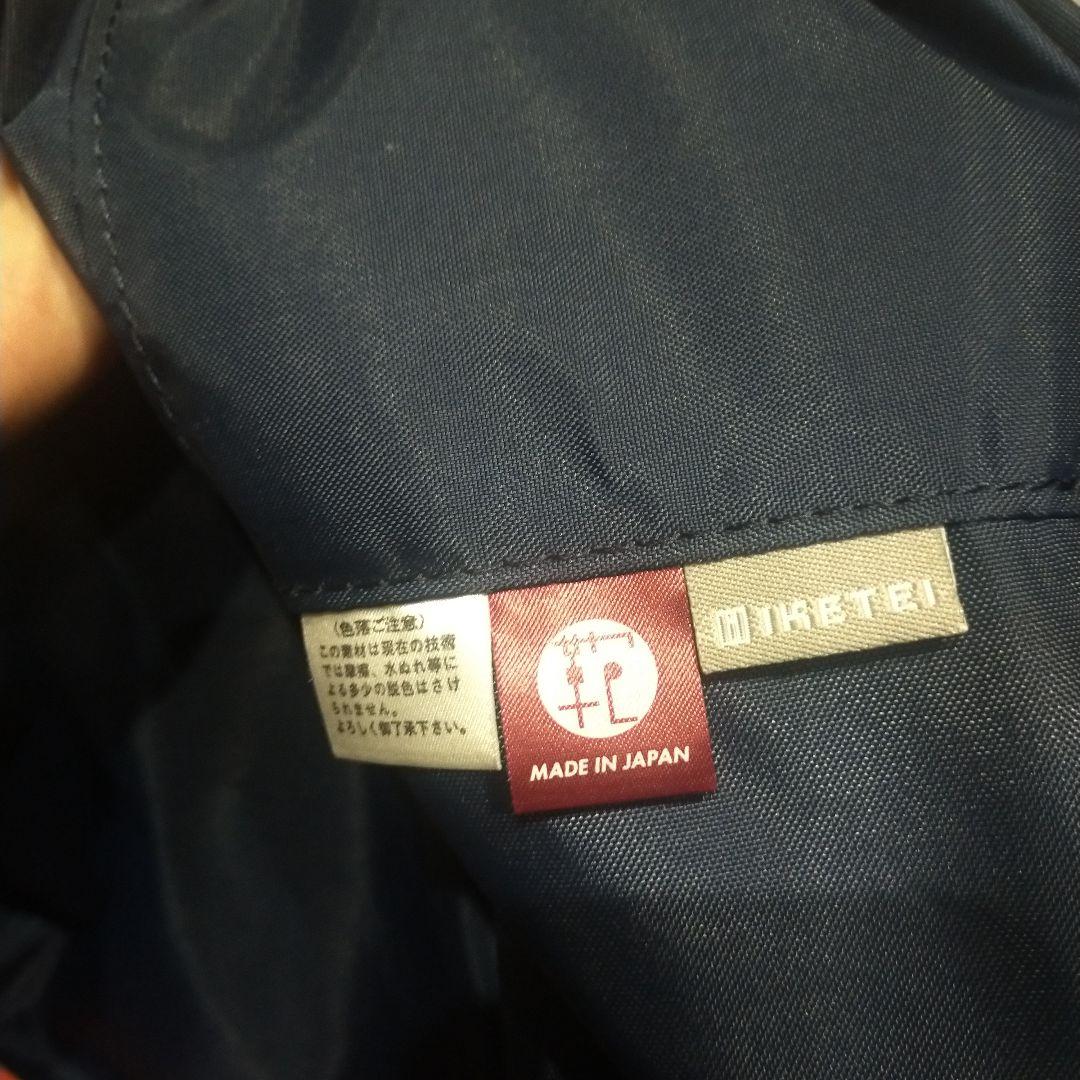 (色落ご注意)
この素材は現在の技術
では摩擦、水ぬれ等に
よる多少の脱色はさけ
られません。
よろしく御了承下さい。
MADE IN JAPAN
IKETEI